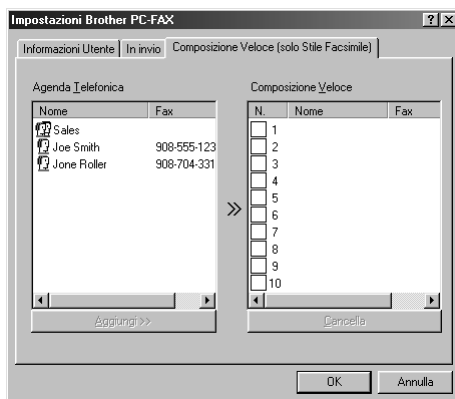 Impostazioni Brother PC-FAX
Informazioni Utente In invio Composizione Veloce (solo Stile Facsimile)
Agenda Telefonica
Nome Fax
Sales
Joe Smith 908-555-123
Jone Roller 908-704-331
Aggiungi >>
>>
Composizione Veloce
N. Nome Fax
1
2
3
4
5
6
7
8
9
10
Cancella
OK Annulla